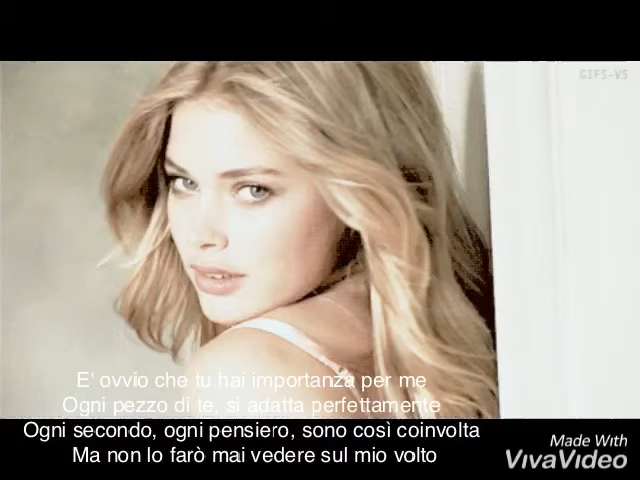 GIFS-VS
E' ovvio che tu hai importanza per me
Ogni pezzo di te, si adatta perfettamente
Ogni secondo, ogni pensiero, sono così coinvolta
Ma non lo farò mai vedere sul mio volto
Made With
VivaVideo